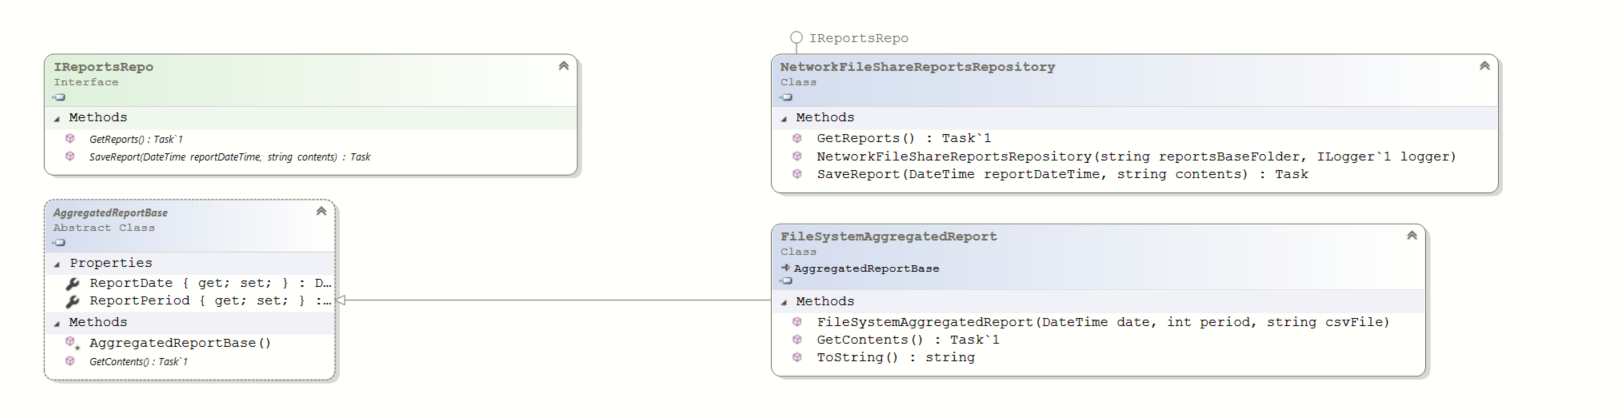 IReportsRepo
Interface
Methods
GetReports() : Task`1
SaveReport(DateTime reportDateTime, string contents) : Task
AggregatedReportBase
Abstract Class
Properties
ReportDate { get; set; } : D...
ReportPeriod { get; set; } :...
Methods
AggregatedReportBase()
GetContents() : Task`1
IReportsRepo
NetworkFileShareReportsRepository
Class
Methods
GetReports() : Task`1
NetworkFileShareReportsRepository(string reportsBaseFolder, ILogger`1 logger)
SaveReport(DateTime reportDateTime, string contents) : Task
FileSystemAggregatedReport
Class
AggregatedReportBase
Methods
FileSystemAggregatedReport(DateTime date, int period, string csvFile)
GetContents() : Task`1
ToString() : string